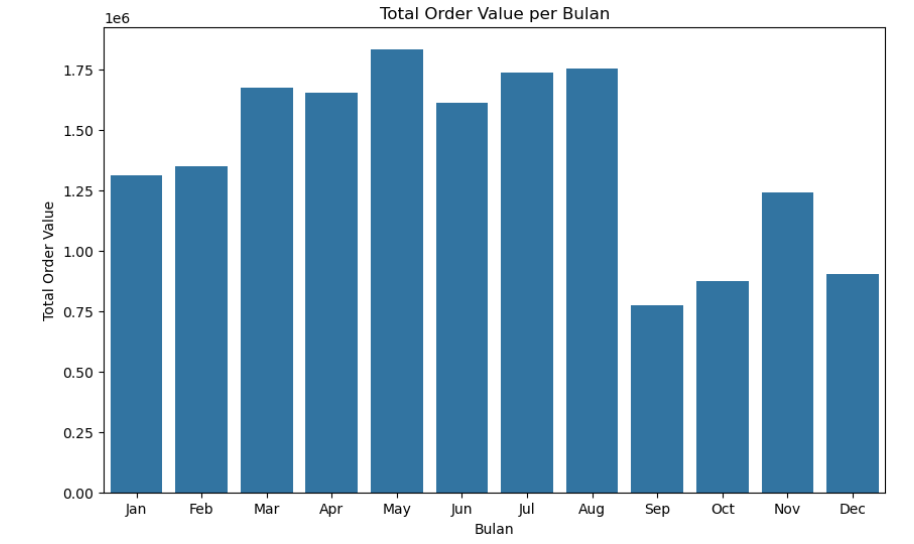 Total Order Value per Bulan
1e6
1.75
1.50
1.25
1.00
0.75
0.50
0.25
0.00
Total Order Value
Jan Feb Mar Apr May Jun Jul Aug Sep Oct Nov Dec
Bulan